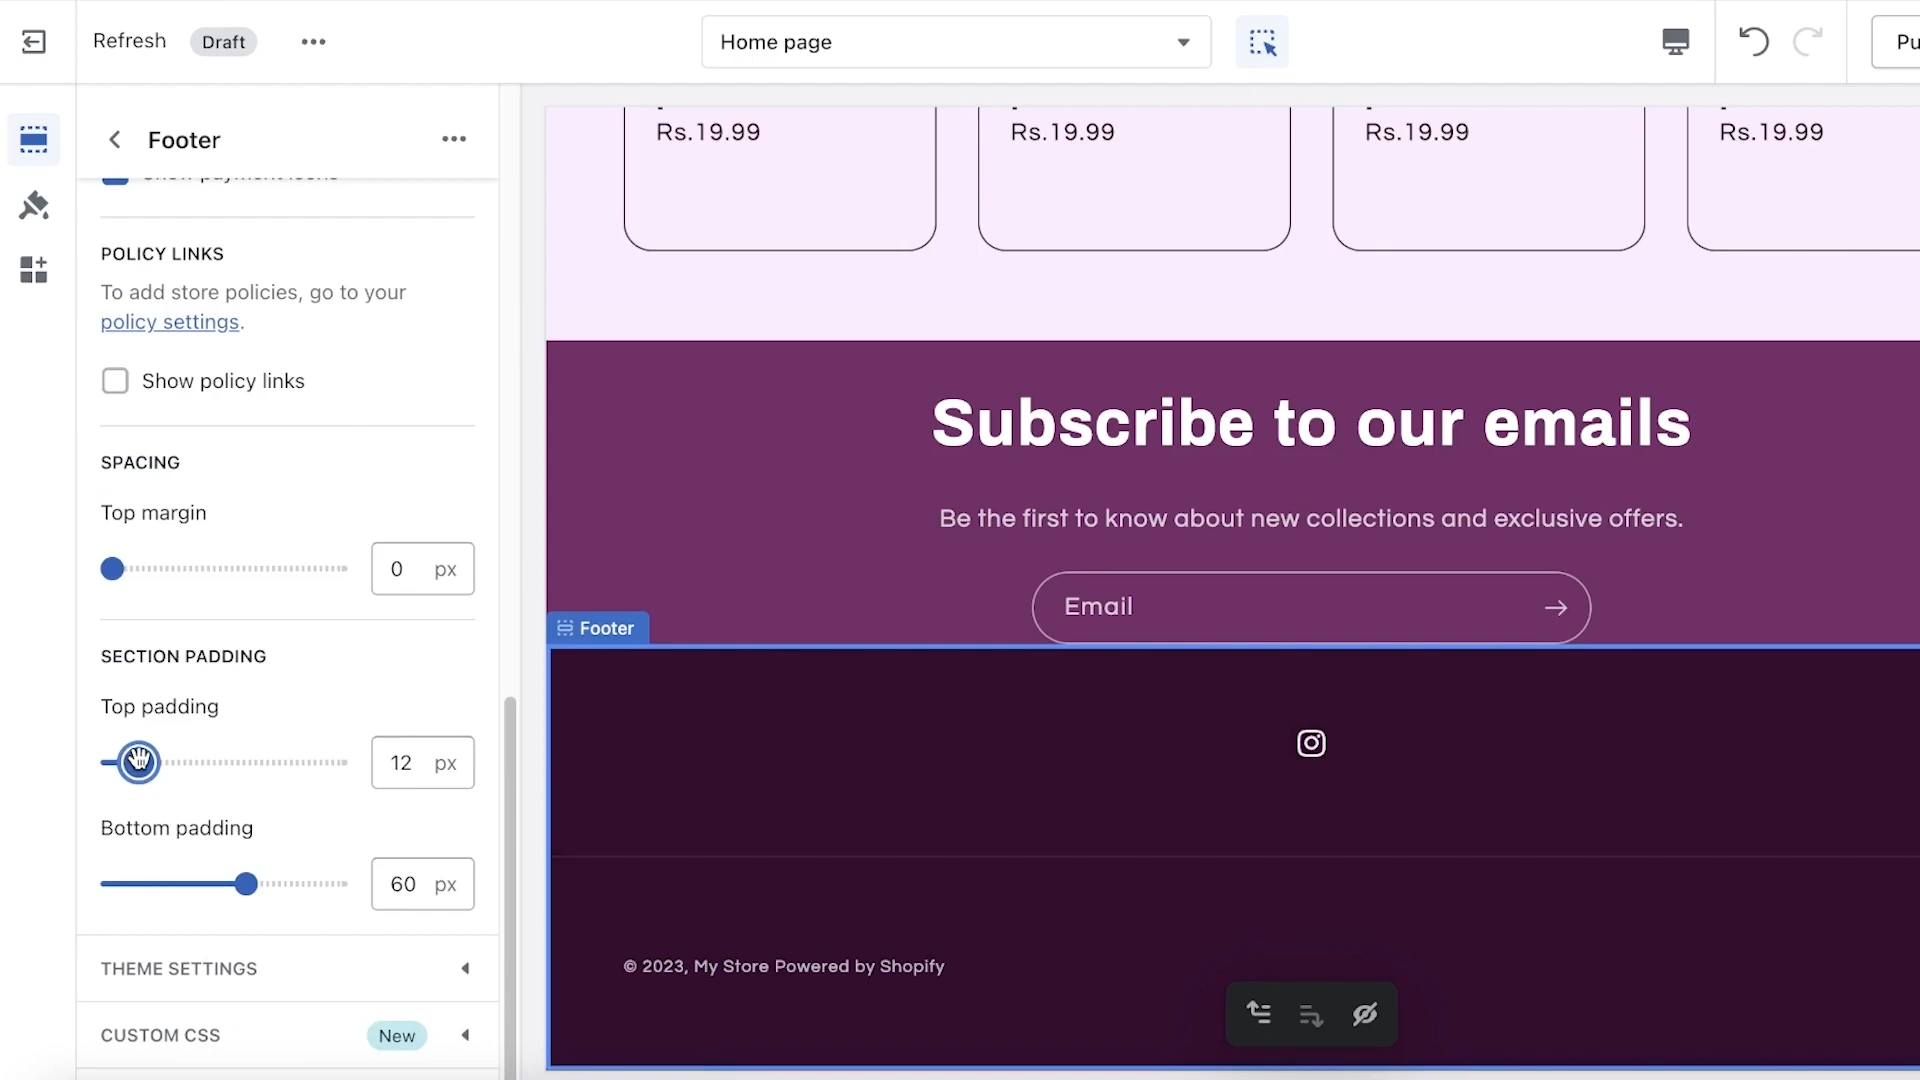 Refresh
Draft
Home page
Pu
Footer
Rs.19.99
Rs.19.99
Rs.19.99
Rs.19.99
Show payment icons
POLICY LINKS
To add store policies, go to your
policy settings.
Show policy links
SPACING
Top margin
0 px
SECTION PADDING
Top padding
12 px
Bottom padding
60 px
THEME SETTINGS
CUSTOM CSS
New
Subscribe to our emails
Be the first to know about new collections and exclusive offers.
Email
Footer
© 2023, My Store Powered by Shopify